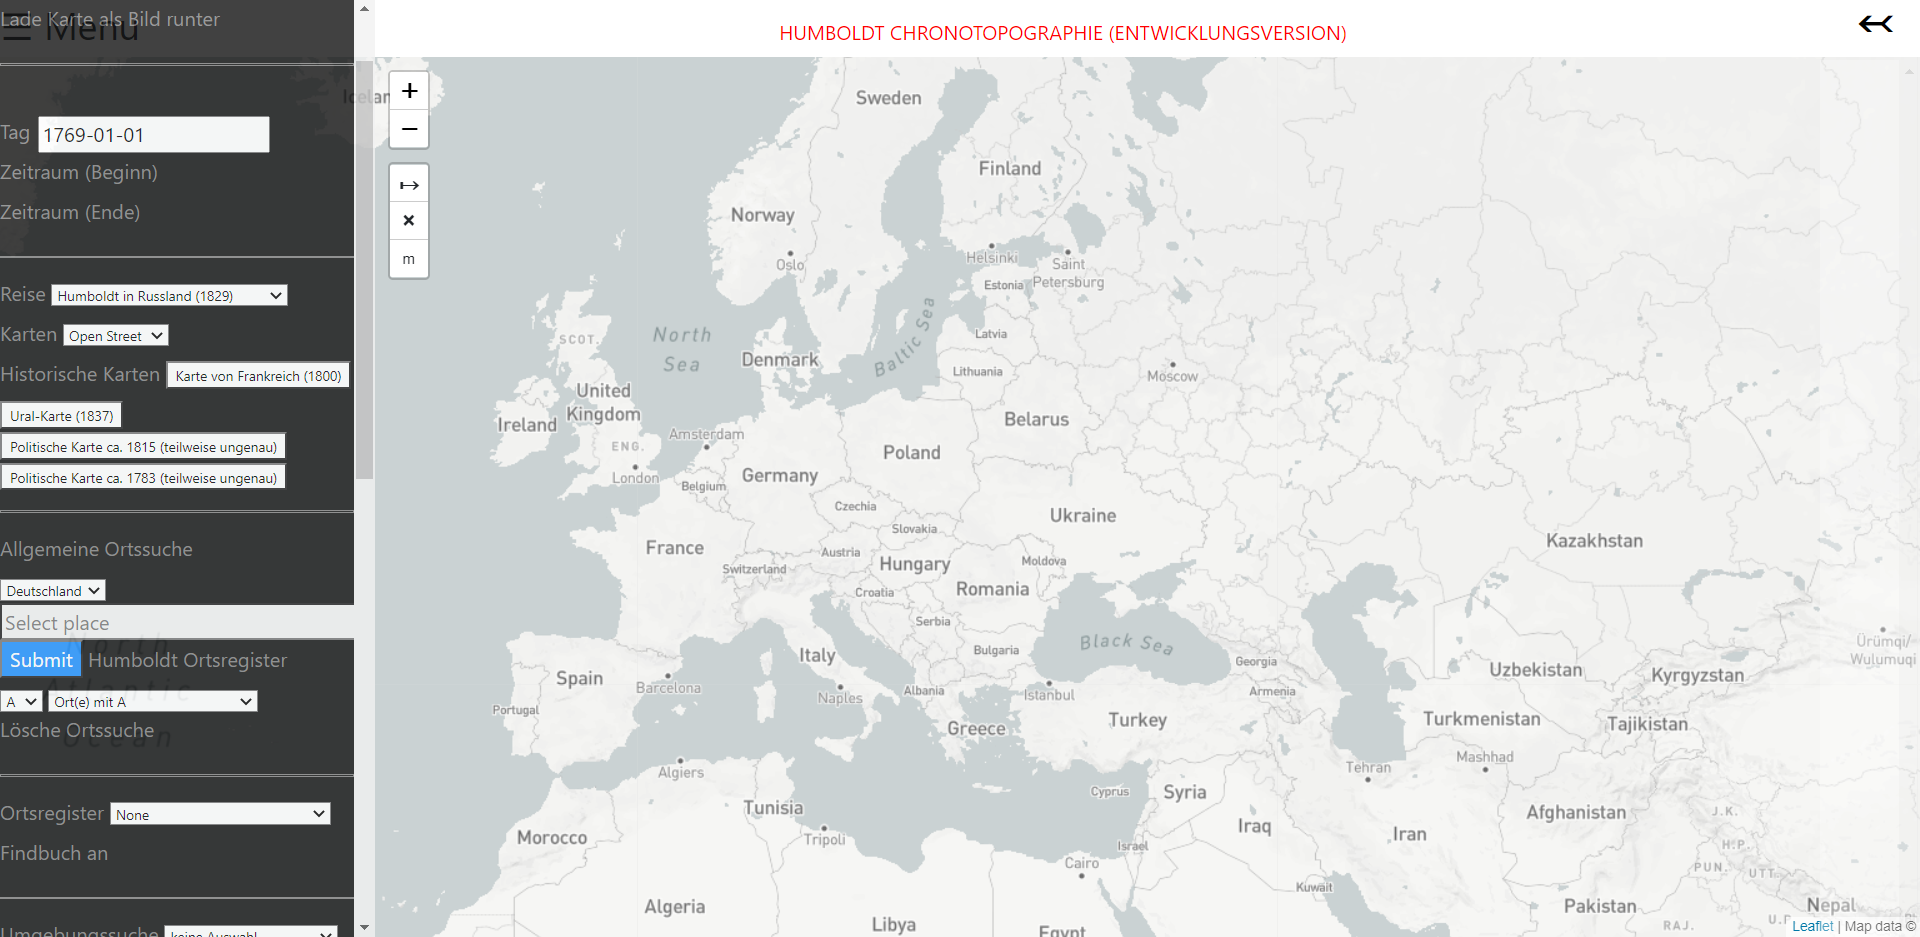 Lade Karte als Bild runter
☰ Menü
HUMBOLDT CHRONOTOPOGRAPHIE (ENTWICKLUNGSVERSION)
Tag 1769-01-01
Zeitraum (Beginn)
Zeitraum (Ende)
Reise Humboldt in Russland (1829)
Karten Open Street
Historische Karten Karte von Frankreich (1800)
Ural-Karte (1837)
Politische Karte ca. 1815 (teilweise ungenau)
Politische Karte ca. 1783 (teilweise ungenau)
Allgemeine Ortssuche
Deutschland
Select place
Submit Humboldt Ortsregister
A Ort(e) mit A
Lösche Ortssuche
Ortsregister None
Findbuch an
Umgebungssuche keine Auswahl
North
Atlantic
Ocean
+
−
m
Iceland
Sweden
Finland
Norway
Oslo
Helsinki
Saint
Petersburg
Estonia
SCOT.
North
Sea
Baltic Sea
Latvia
Denmark
Lithuania
Moscow
United
Kingdom
Ireland
Belarus
Amsterdam
ENG.
London
Poland
Germany
Belgium
Czechia
Ukraine
Slovakia
France
Kazakhstan
Austria
Switzerland
Hungary
Moldova
Romania
Croatia
Serbia
Black Sea
Ürümqi/
Wulumuqi
Italy
Bulgaria
Georgia
Uzbekistan
Kyrgyzstan
Spain
Barcelona
Naples
Albania
Istanbul
Armenia
Portugal
Greece
Turkey
Turkmenistan
Tajikistan
Algiers
Tehran
Mashhad
Cyprus
Syria
Tunisia
Tripoli
Afghanistan
J.K.
Morocco
Israel
Iraq
Iran
H.P.
Cairo
PUN.
UTT.
Kuwait
Algeria
Pakistan
Nepal
Libya
Egypt
RAJ.
U.P.
Leaflet | Map data ©